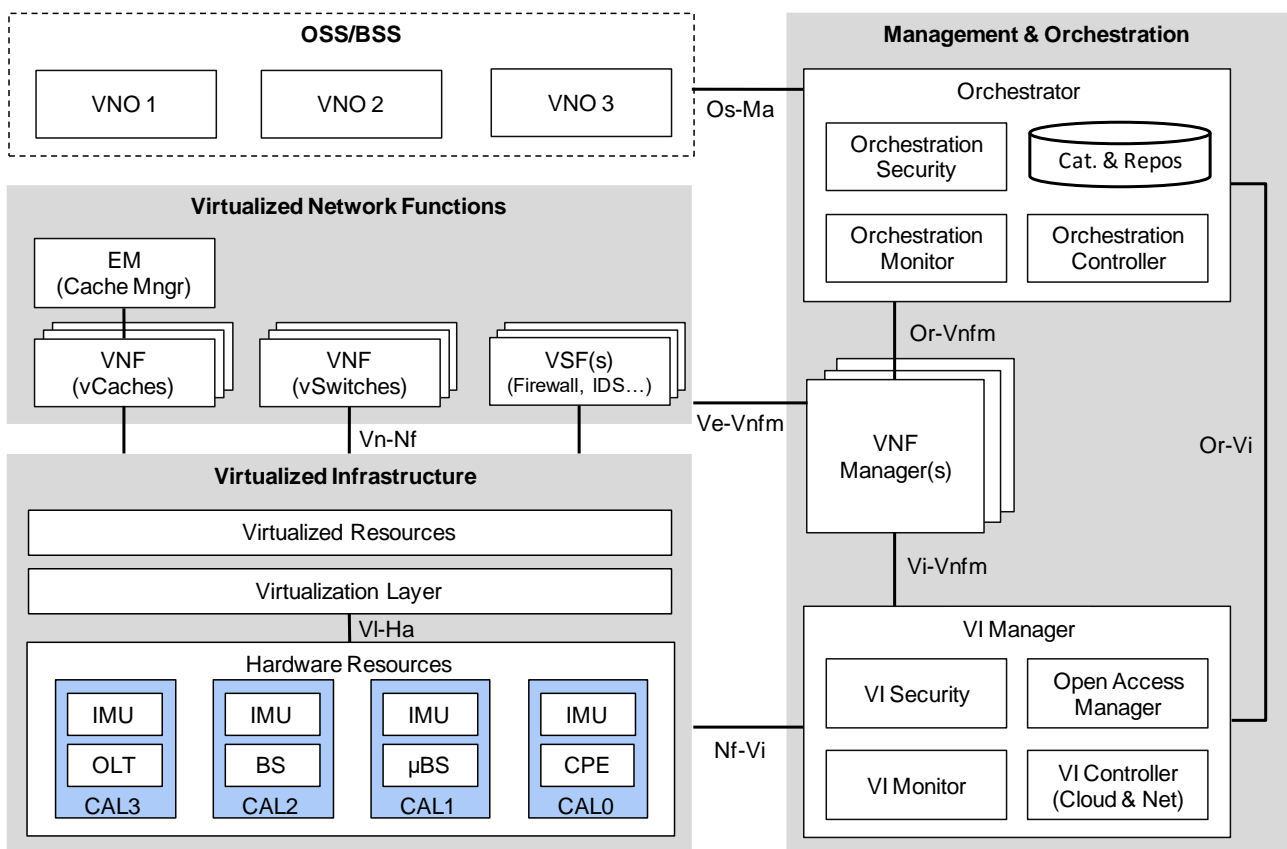 OSS/BSS
VNO 1
VNO 2
VNO 3
Os-Ma
Management & Orchestration
Orchestrator
Orchestration
Security
Cat. & Repos
Orchestration
Monitor
Orchestration
Controller
Or-Vnfm
Virtualized Network Functions
EM
(Cache Mngr)
VNF
(vCaches)
VNF
(vSwitches)
VSF(s)
(Firewall, IDS…)
Ve-Vnfm
VNF
Manager(s)
Or-Vi
Vn-Nf
Vi-Vnfm
Virtualized Infrastructure
Virtualized Resources
Virtualization Layer
Vl-Ha
Hardware Resources
IMU
OLT
CAL3
IMU
BS
CAL2
IMU
µBS
CAL1
IMU
CPE
CAL0
Nf-Vi
VI Manager
VI Security
Open Access
Manager
VI Monitor
VI Controller
(Cloud & Net)